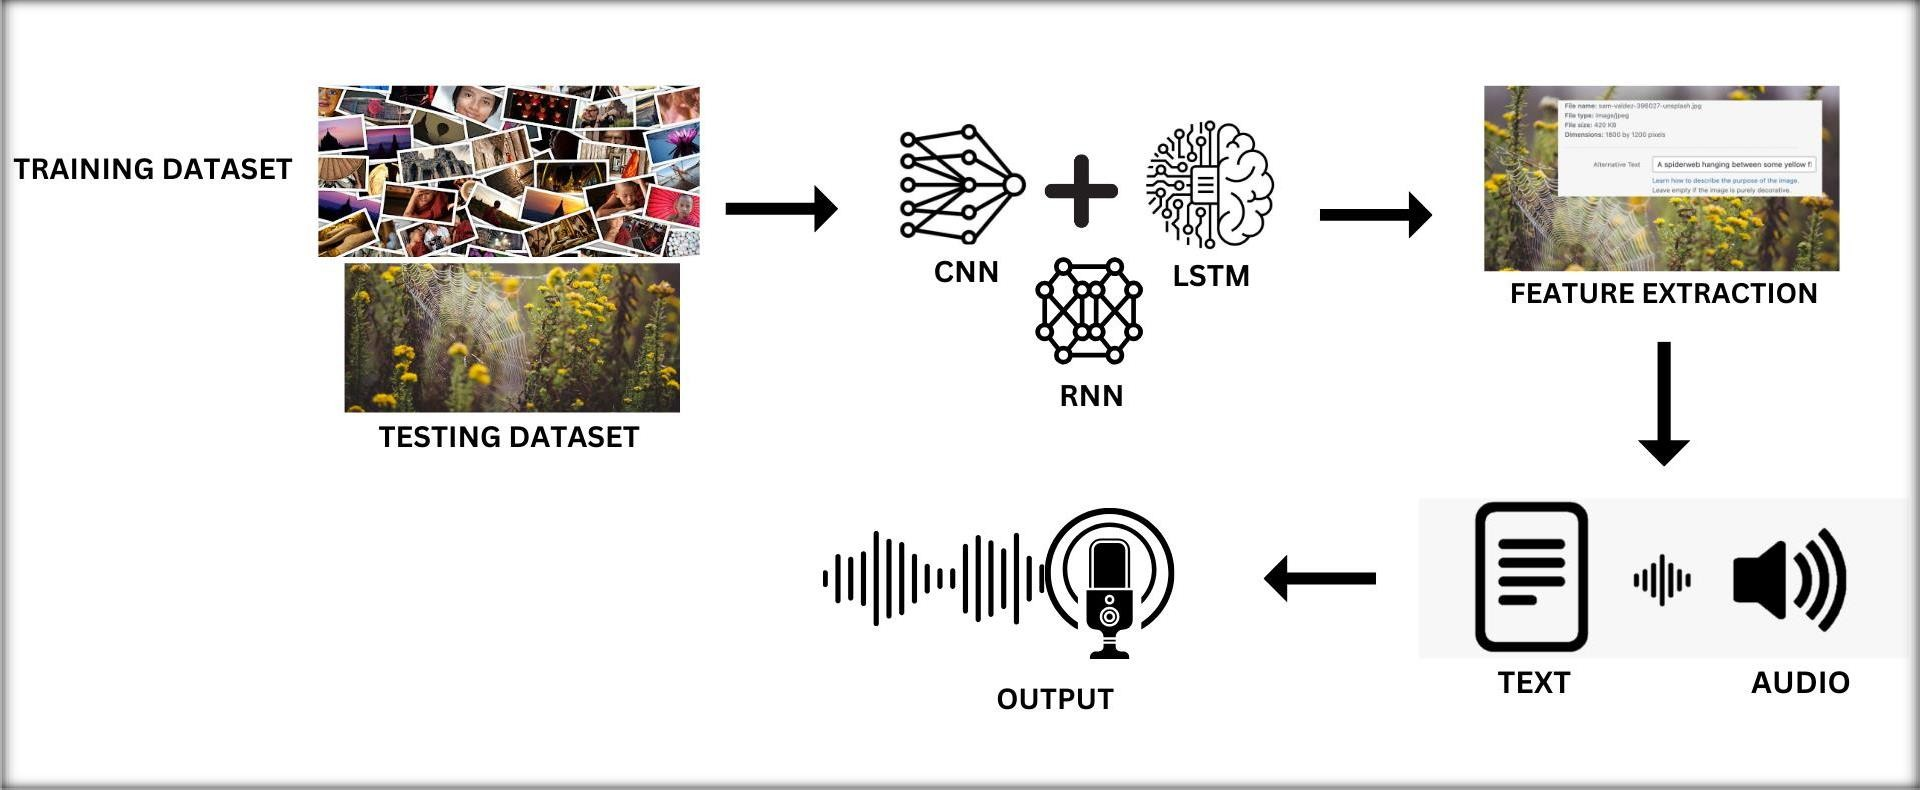 TRAINING DATASET
TESTING DATASET
CNN
LSTM
RNN
File name: sam-valdez-396027-unsplash.jpg
File type: image/jpeg
File size: 420 KB
Dimensions: 1800 by 1200 pixels
Alternative Text
A spiderweb hanging between some yellow f
Learn how to describe the purpose of the image.
Leave empty if the image is purely decorative.
FEATURE EXTRACTION
TEXT
AUDIO
OUTPUT